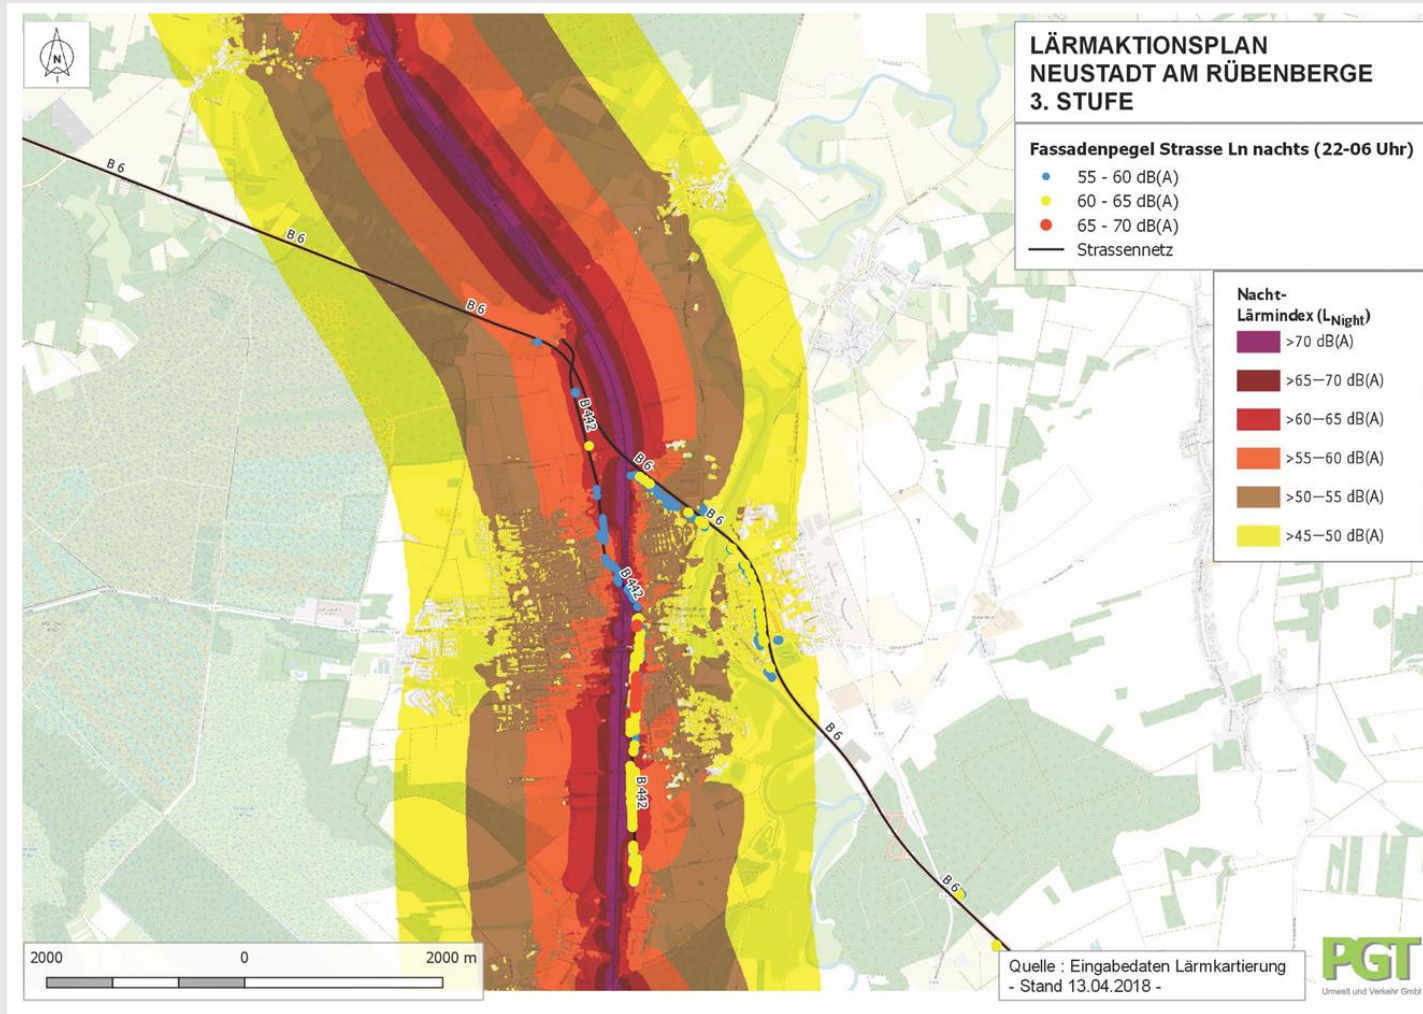 N
LÄRMAKTIONSPLAN
NEUSTADT AM RÜBENBERGE
3. STUFE
Fassadenpegel Strasse Ln nachts (22-06 Uhr)
55 - 60 dB(A)
60 - 65 dB(A)
65 - 70 dB(A)
Strassennetz
Nacht-
Lärmindex (LNight)
>70 dB(A)
>65—70 dB(A)
>60—65 dB(A)
>55—60 dB(A)
>50—55 dB(A)
>45—50 dB(A)
B 6
B 6
B 6
B 442
B 6
B 6
B 442
B 6
B 442
B 6
2000 0 2000 m
Quelle : Eingabedaten Lärmkartierung
- Stand 13.04.2018 -
PGT
Umwelt und Verkehr GmbH